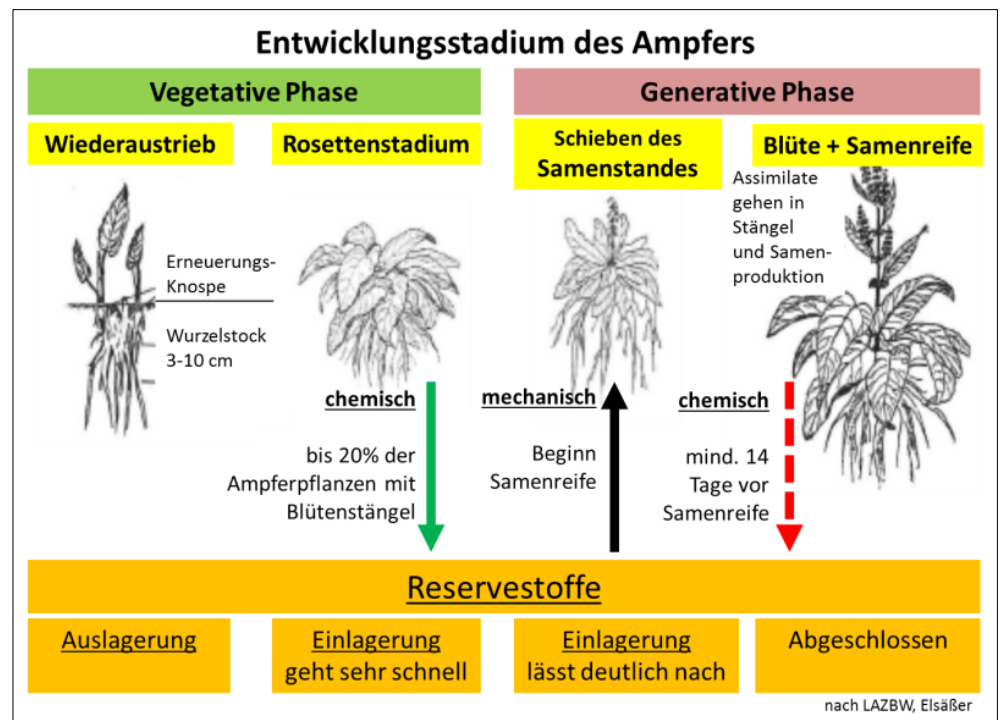 Entwicklungsstadium des Ampfers
Vegetative Phase
Generative Phase
Wiederaustrieb
Rosettenstadium
Schieben des
Samenstandes
Blüte + Samenreife
Assimilate
gehen in
Stängel
und Samen-
produktion
Erneuerungs-
Knospe
Wurzelstock
3-10 cm
chemisch
bis 20% der
Ampferpflanzen mit
Blütenstängel
mechanisch
Beginn
Samenreife
chemisch
mind. 14
Tage vor
Samenreife
Reservestoffe
Auslagerung
Einlagerung
geht sehr schnell
Einlagerung
lässt deutlich nach
Abgeschlossen
nach LAZBW, Elsäßer